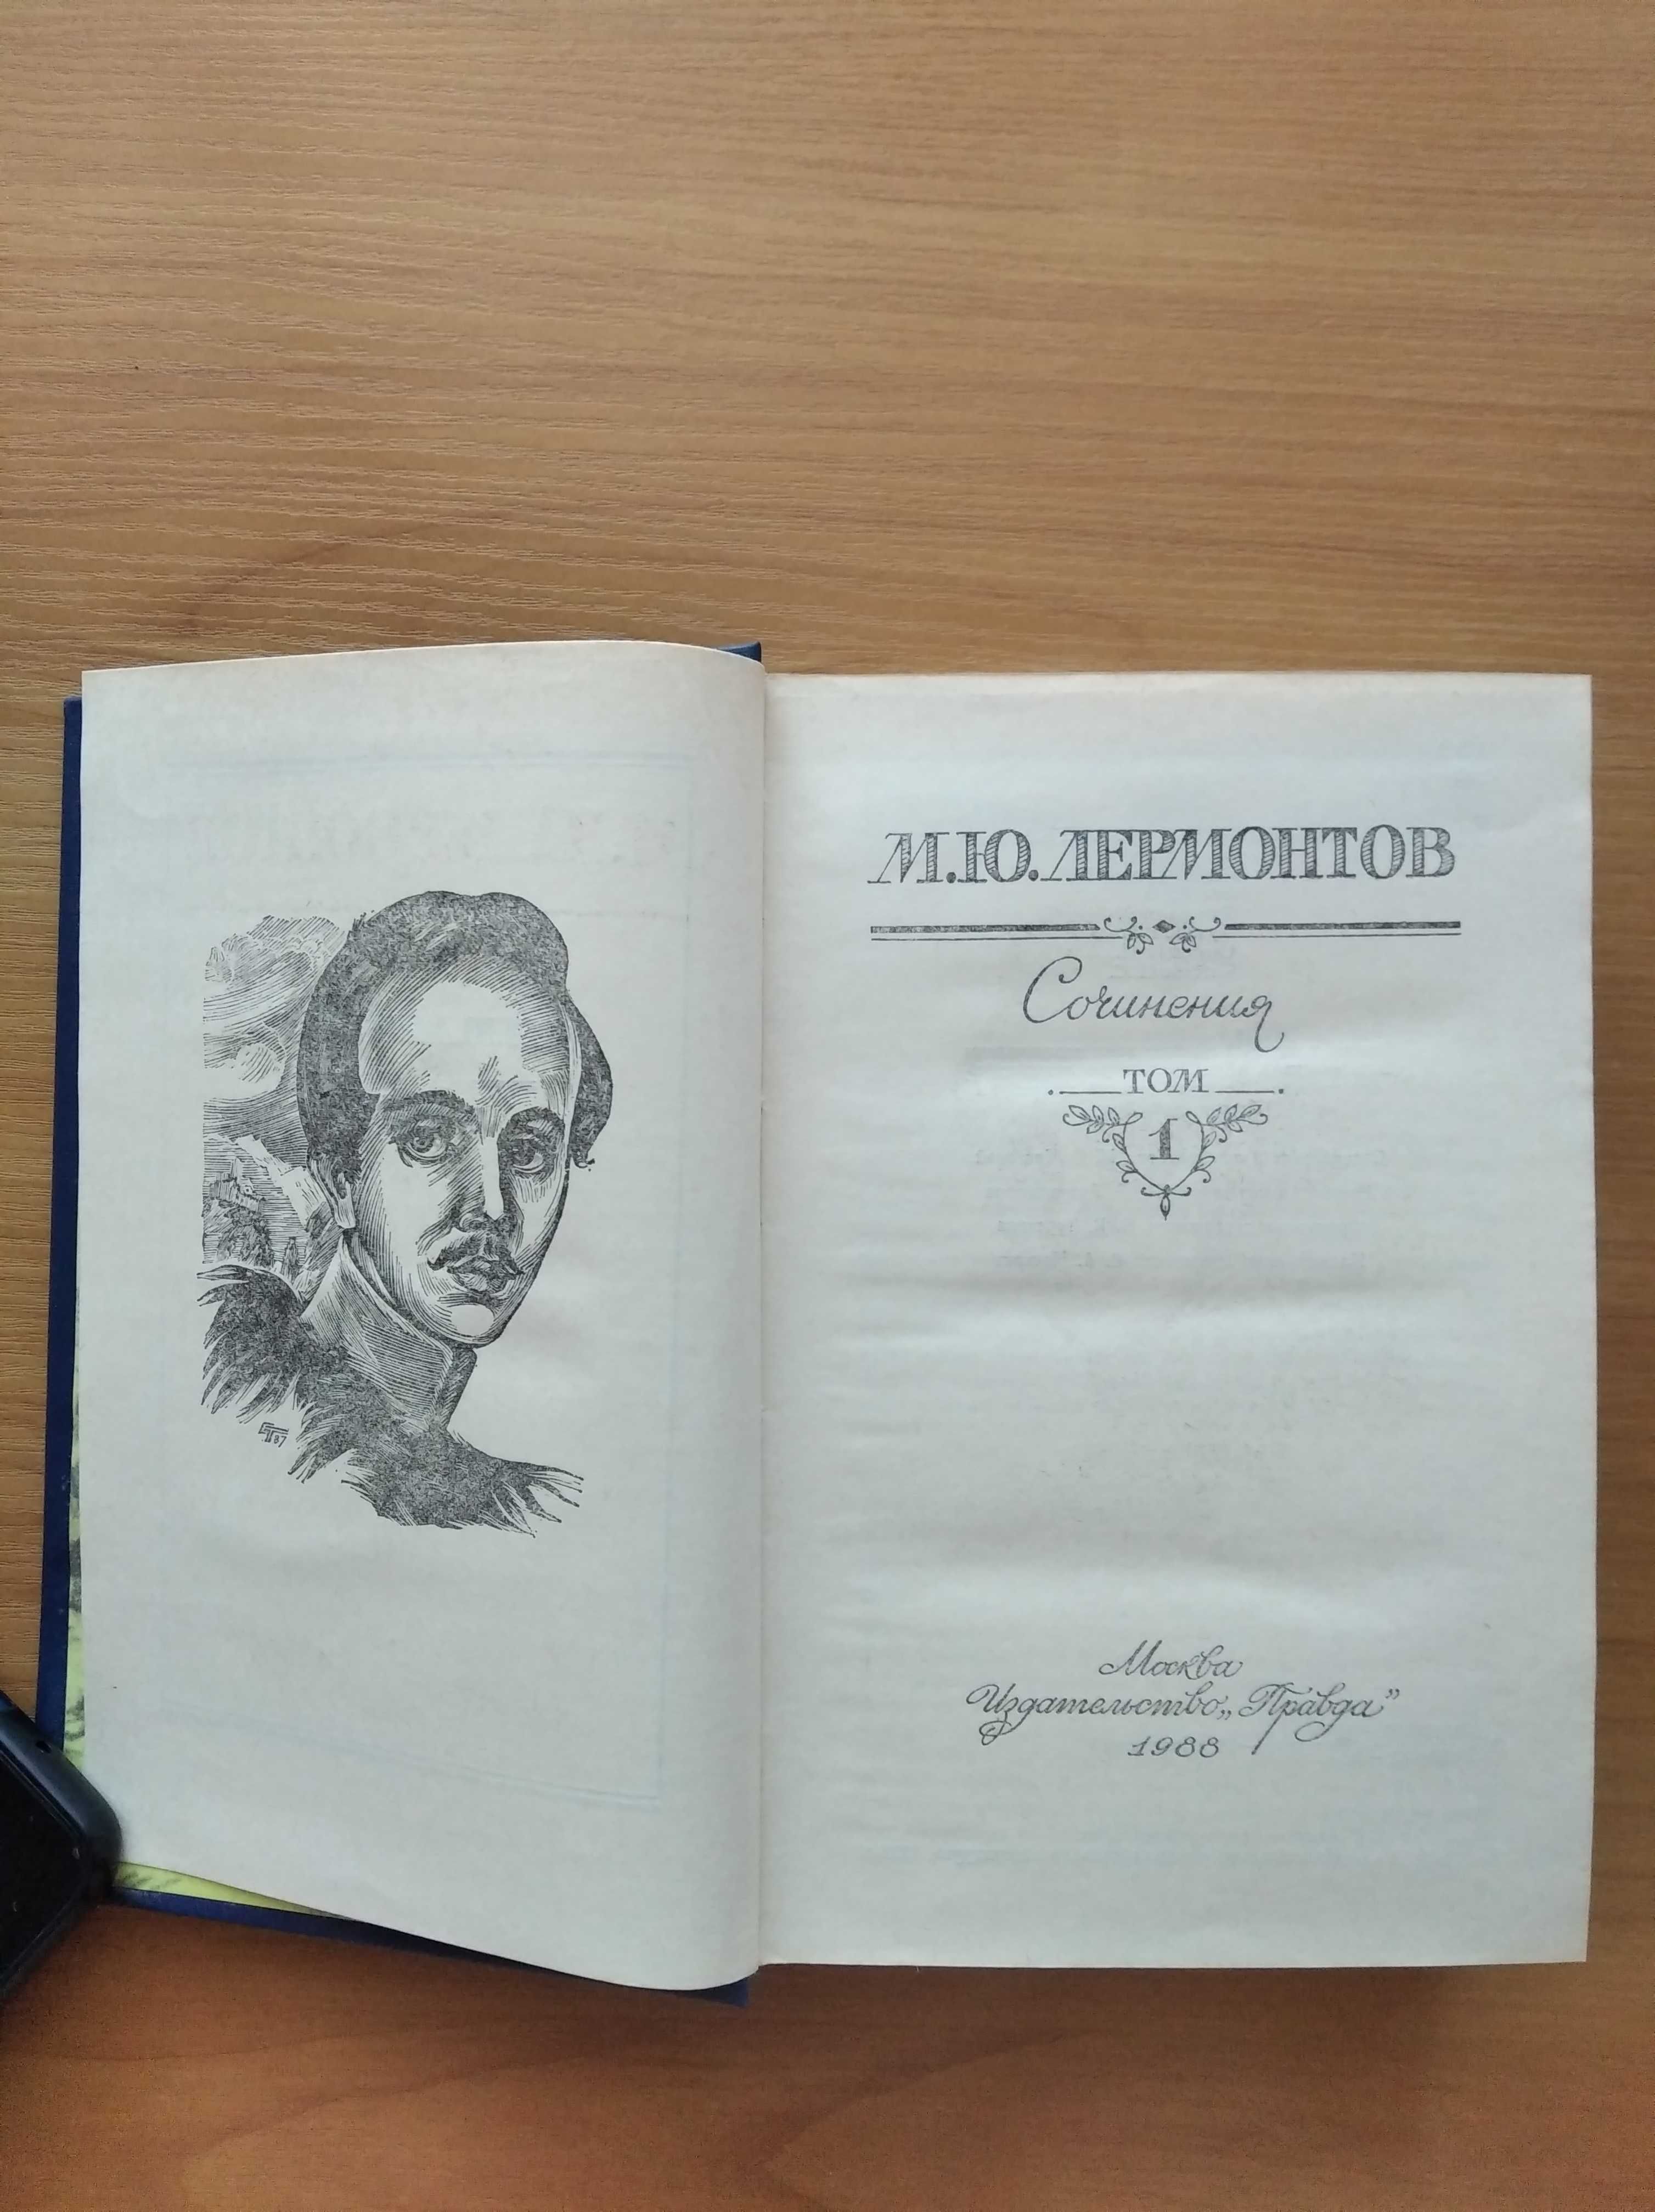 М.Ю. ЛЕРМОНТОВ
Сочинения
ТОМ
1
Москва
Издательство „Правда”
1988